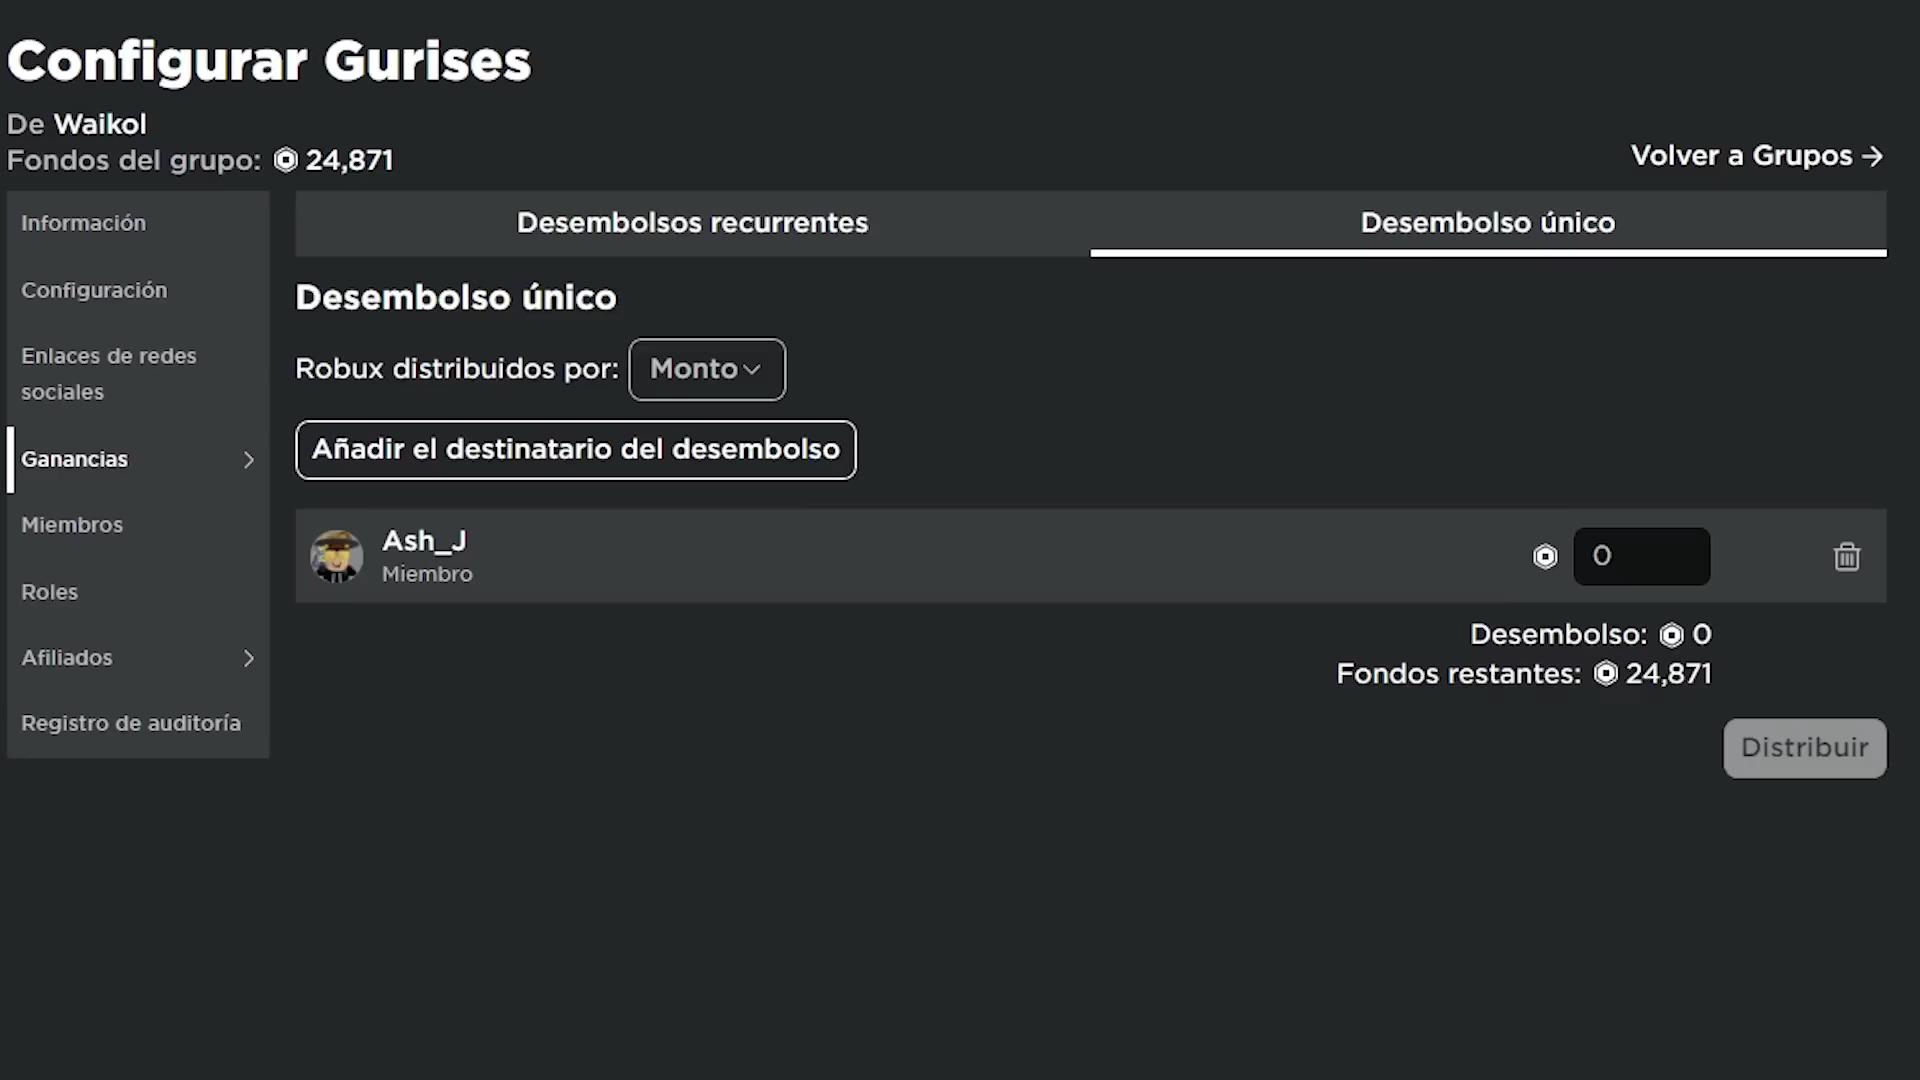 Configurar Gurises
De Waikol
Fondos del grupo: 24,871
Volver a Grupos →
Información
Configuración
Enlaces de redes
sociales
Ganancias
Miembros
Roles
Afiliados
Registro de auditoría
Desembolsos recurrentes
Desembolso único
Desembolso único
Robux distribuidos por: Monto
Añadir el destinatario del desembolso
Ash_J
Miembro
0
Desembolso: 0
Fondos restantes: 24,871
Distribuir